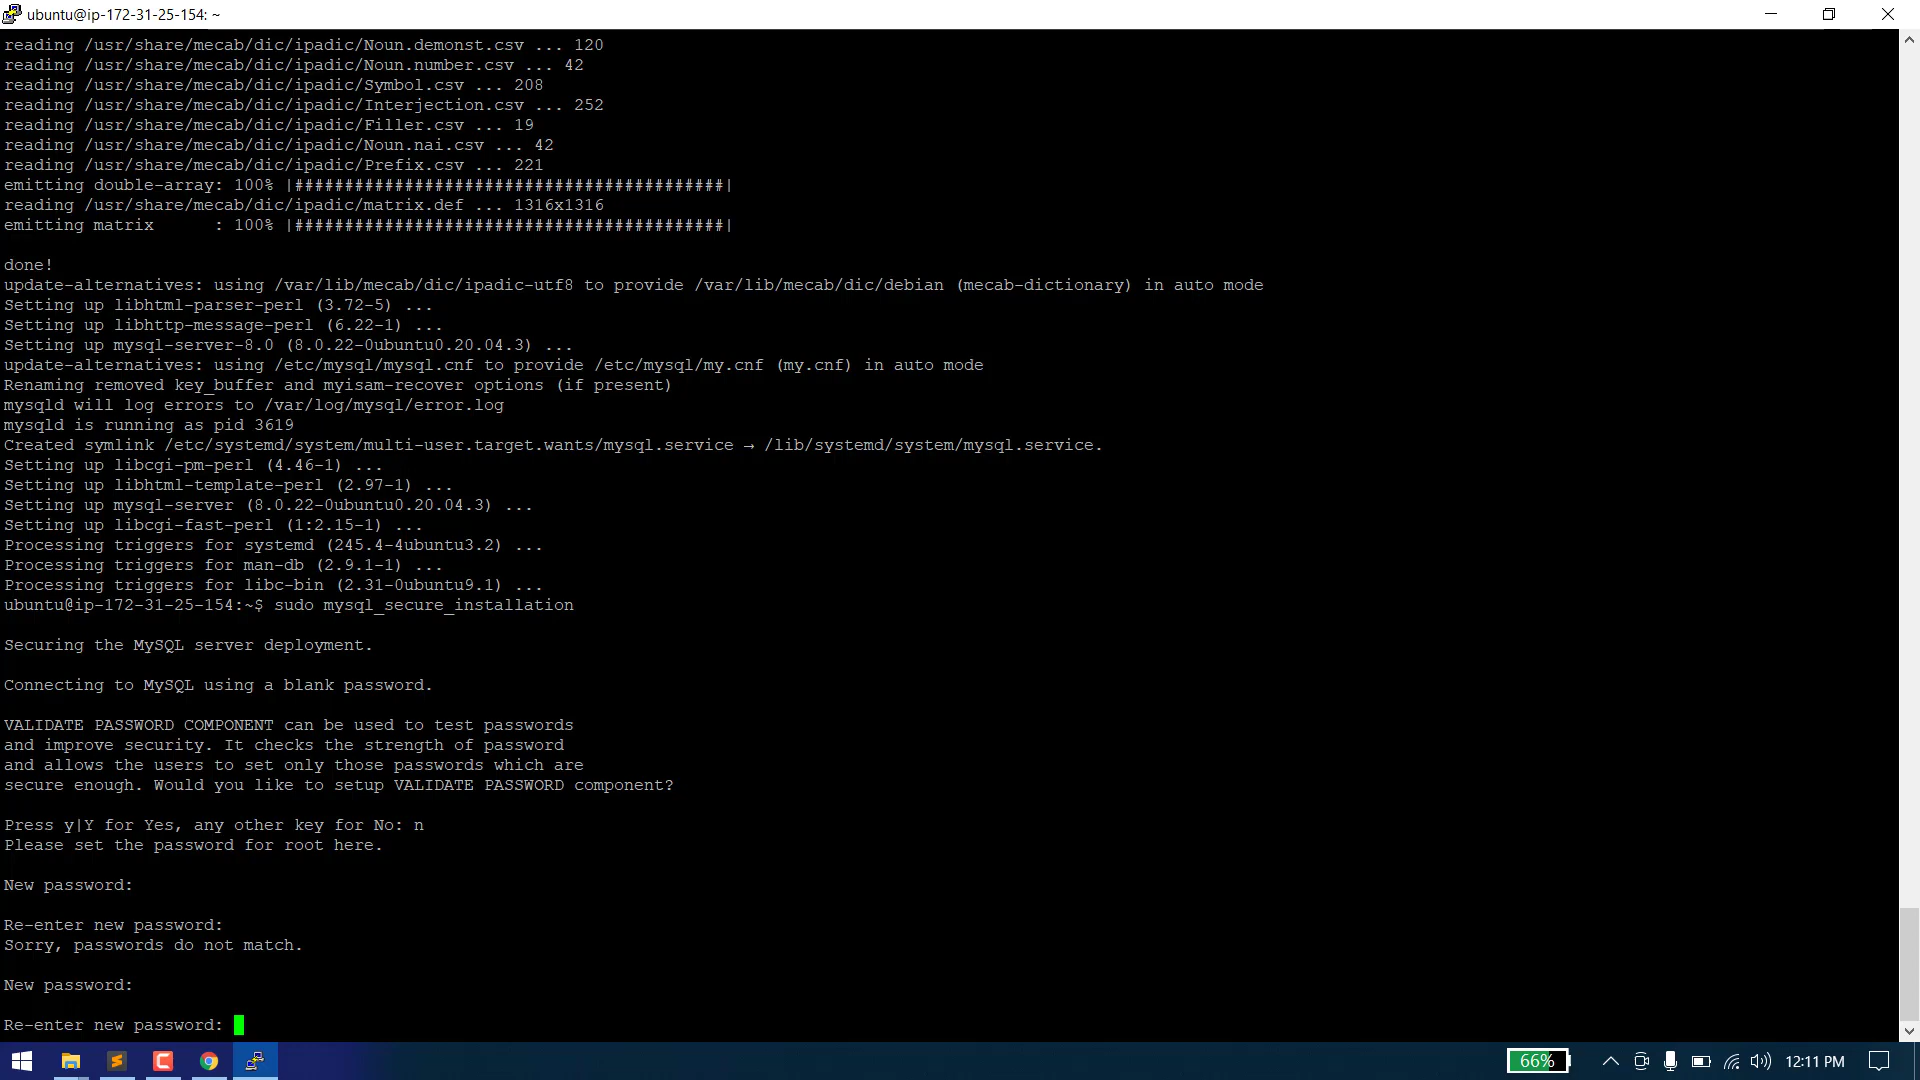 ubuntu@ip-172-31-25-154: ~
reading /usr/share/mecab/dic/ipadic/Noun.demonst.csv ... 120
reading /usr/share/mecab/dic/ipadic/Noun.number.csv ... 42
reading /usr/share/mecab/dic/ipadic/Symbol.csv ... 208
reading /usr/share/mecab/dic/ipadic/Interjection.csv ... 252
reading /usr/share/mecab/dic/ipadic/Filler.csv ... 19
reading /usr/share/mecab/dic/ipadic/Noun.nai.csv ... 42
reading /usr/share/mecab/dic/ipadic/Prefix.csv ... 221
emitting double-array: 100% |###########################################|
reading /usr/share/mecab/dic/ipadic/matrix.def ... 1316x1316
emitting matrix      : 100% |###########################################|
done!
update-alternatives: using /var/lib/mecab/dic/ipadic-utf8 to provide /var/lib/mecab/dic/debian (mecab-dictionary) in auto mode
Setting up libhtml-parser-perl (3.72-5) ...
Setting up libhttp-message-perl (6.22-1) ...
Setting up mysql-server-8.0 (8.0.22-0ubuntu0.20.04.3) ...
update-alternatives: using /etc/mysql/mysql.cnf to provide /etc/mysql/my.cnf (my.cnf) in auto mode
Renaming removed key_buffer and myisam-recover options (if present)
mysqld will log errors to /var/log/mysql/error.log
mysqld is running as pid 3619
Created symlink /etc/systemd/system/multi-user.target.wants/mysql.service → /lib/systemd/system/mysql.service.
Setting up libcgi-pm-perl (4.46-1) ...
Setting up libhtml-template-perl (2.97-1) ...
Setting up mysql-server (8.0.22-0ubuntu0.20.04.3) ...
Setting up libcgi-fast-perl (1:2.15-1) ...
Processing triggers for systemd (245.4-4ubuntu3.2) ...
Processing triggers for man-db (2.9.1-1) ...
Processing triggers for libc-bin (2.31-0ubuntu9.1) ...
ubuntu@ip-172-31-25-154:~$ sudo mysql_secure_installation
Securing the MySQL server deployment.
Connecting to MySQL using a blank password.
VALIDATE PASSWORD COMPONENT can be used to test passwords
and improve security. It checks the strength of password
and allows the users to set only those passwords which are
secure enough. Would you like to setup VALIDATE PASSWORD component?
Press y|Y for Yes, any other key for No: n
Please set the password for root here.
New password:
Re-enter new password:
Sorry, passwords do not match.
New password:
Re-enter new password:
66%
12:11 PM